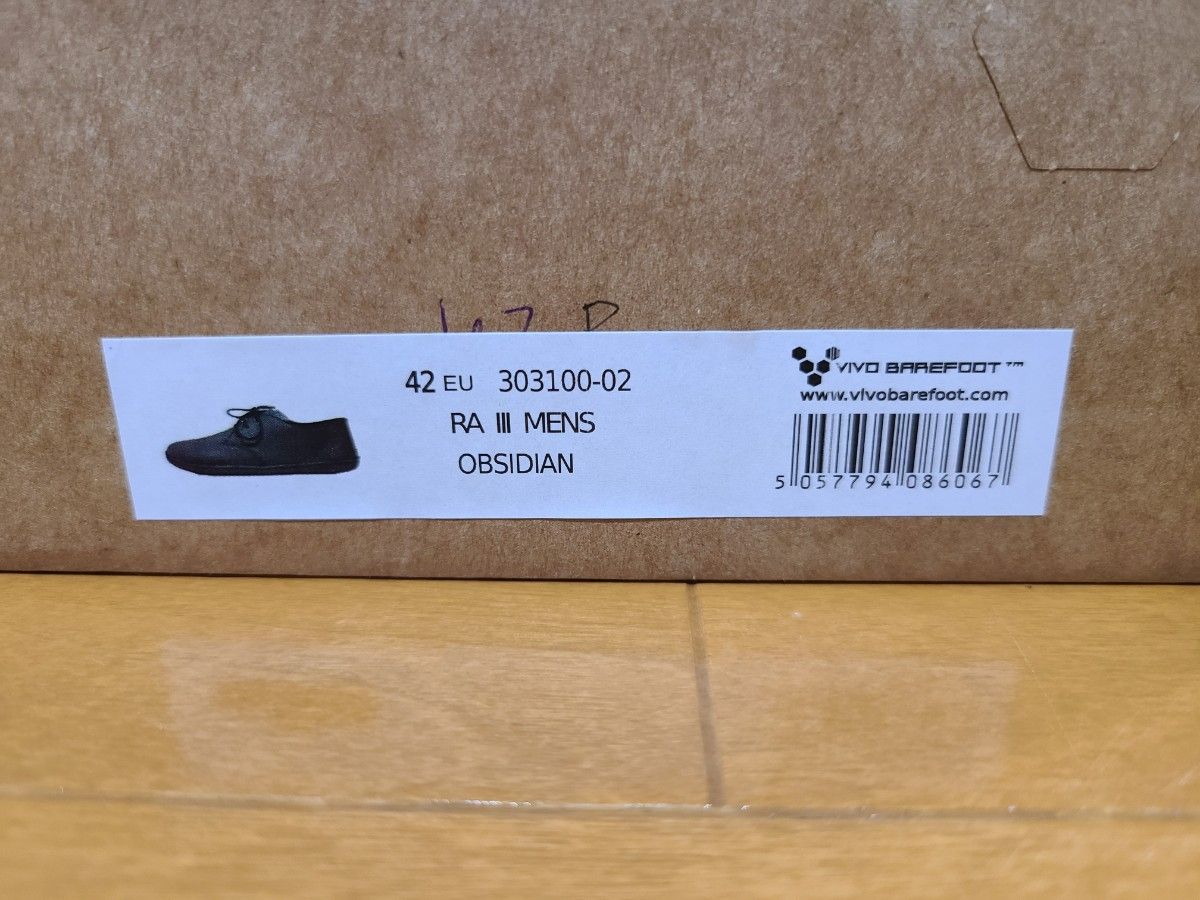 42 EU 303100-02
RA III MENS
OBSIDIAN
VIVO BAREFOOT™
www.vivobarefoot.com
5 057794 086067